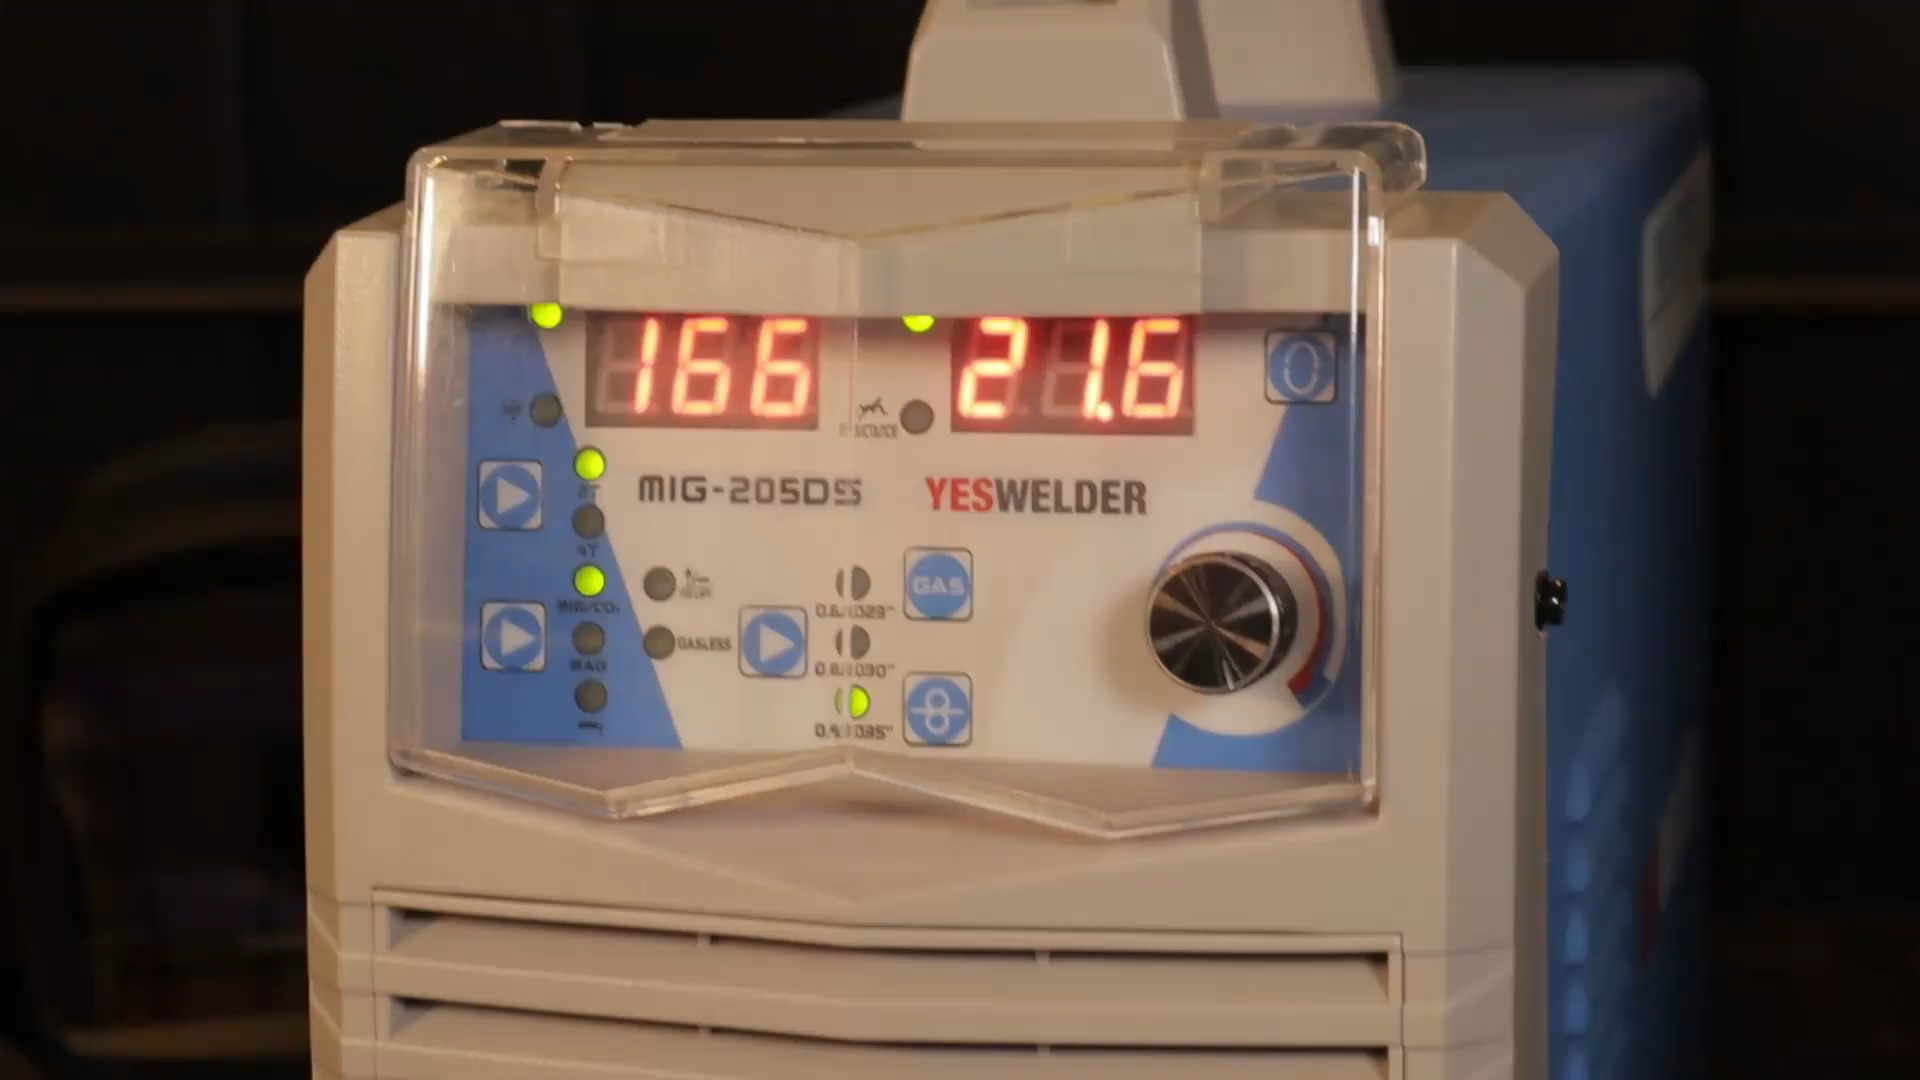 166
21.6
MIG-205DS
YESWELDER
2T
4T
MIG/CO₂
GAS
GASLESS
0.6/.023"
0.8/.030"
0.9/.035"